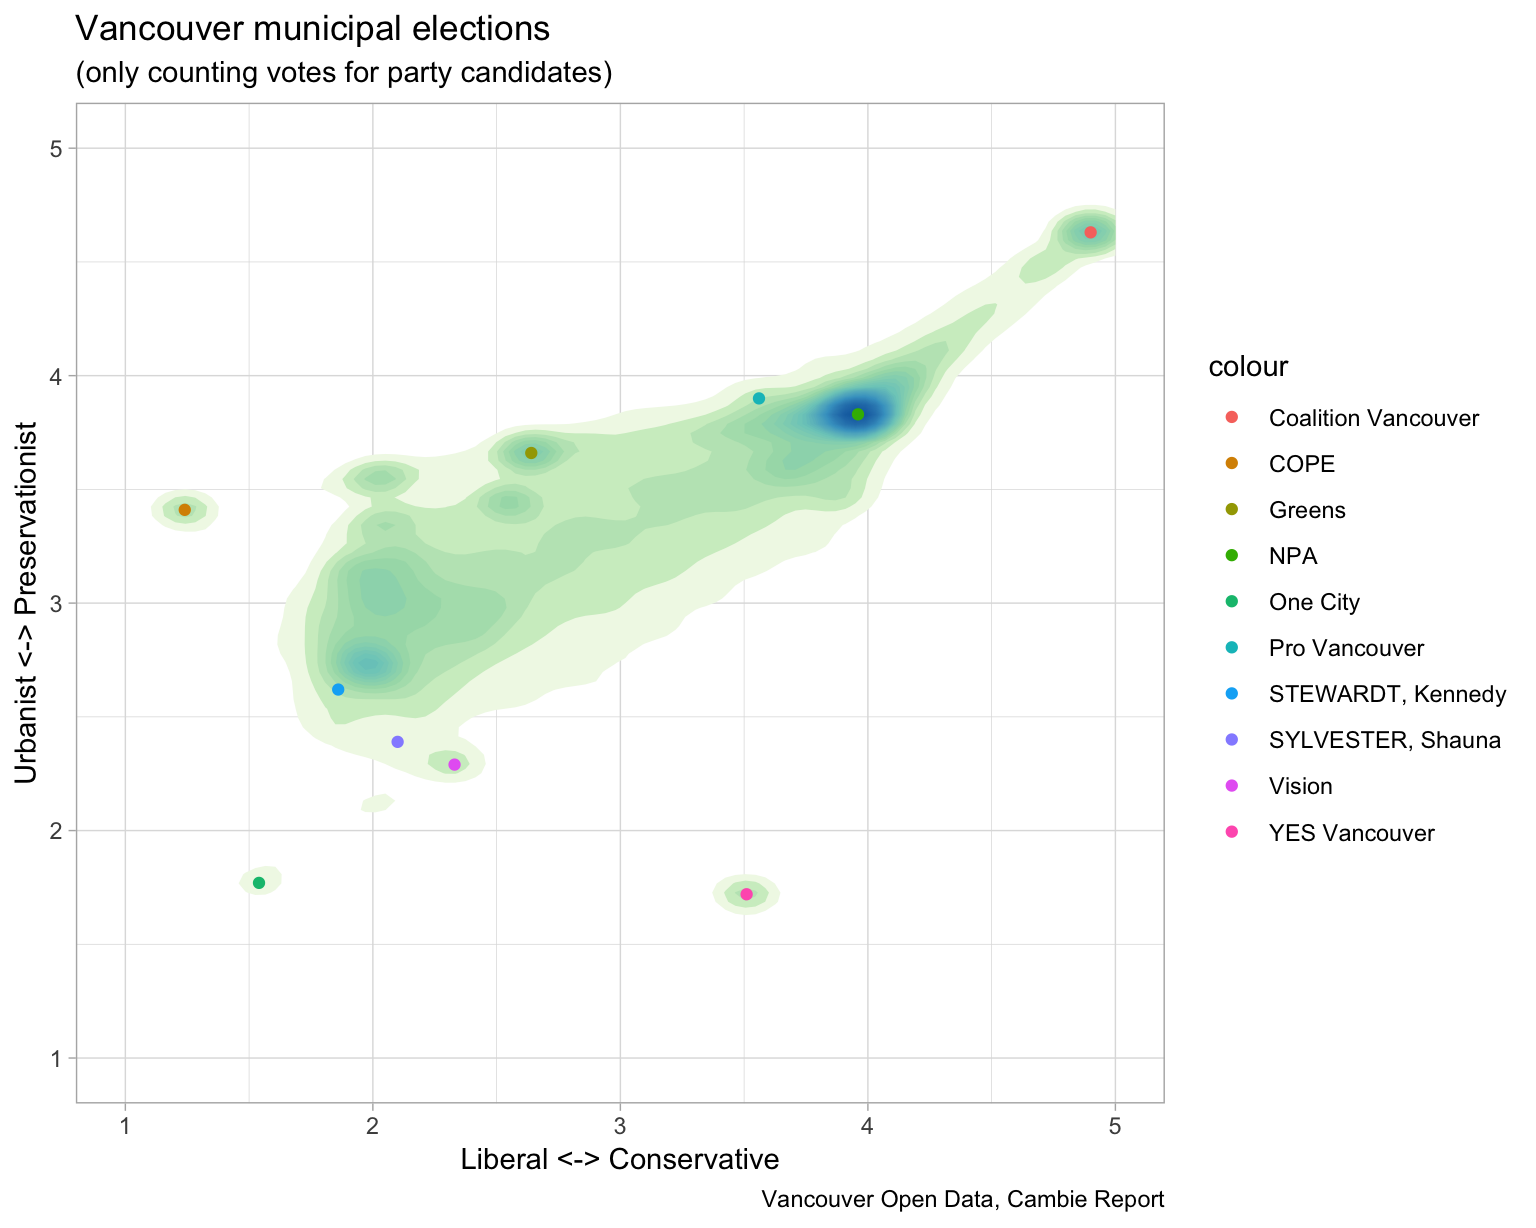 Vancouver municipal elections
(only counting votes for party candidates)
5
4
3
2
1
Urbanist <-> Preservationist
1 2 3 4 5
Liberal <-> Conservative
colour
Coalition Vancouver
COPE
Greens
NPA
One City
Pro Vancouver
STEWARDT, Kennedy
SYLVESTER, Shauna
Vision
YES Vancouver
Vancouver Open Data, Cambie Report